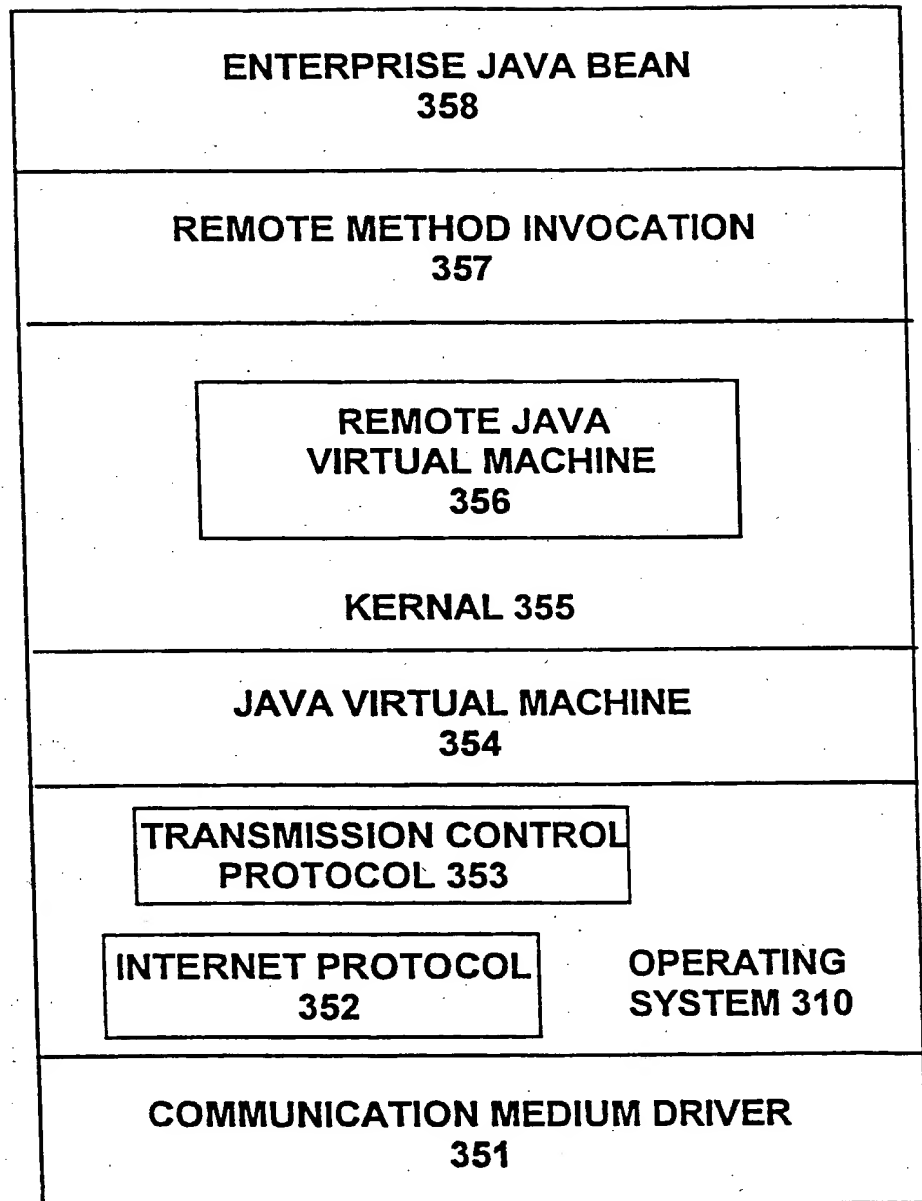 ENTERPRISE JAVA BEAN
358
REMOTE METHOD INVOCATION
357
REMOTE JAVA
VIRTUAL MACHINE
356
KERNAL 355
JAVA VIRTUAL MACHINE
354
TRANSMISSION CONTROL
PROTOCOL 353
INTERNET PROTOCOL
352
OPERATING
SYSTEM 310
COMMUNICATION MEDIUM DRIVER
351